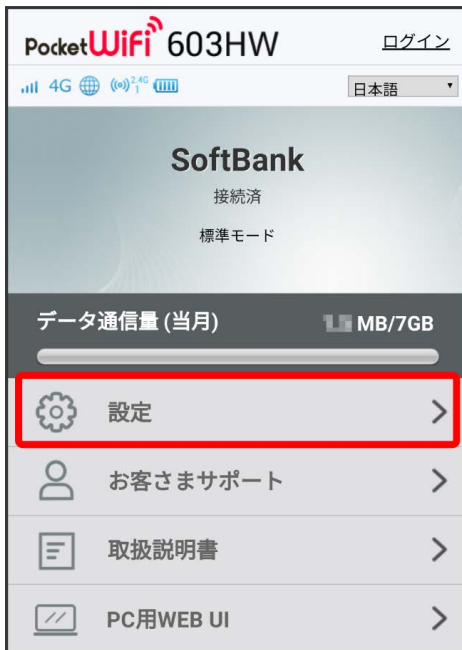 Pocket WiFi 603HW ログイン
4G 2.4G 1 日本語
SoftBank
接続済
標準モード
データ通信量 (当月) MB/7GB
設定
お客さまサポート
取扱説明書
PC用WEB UI